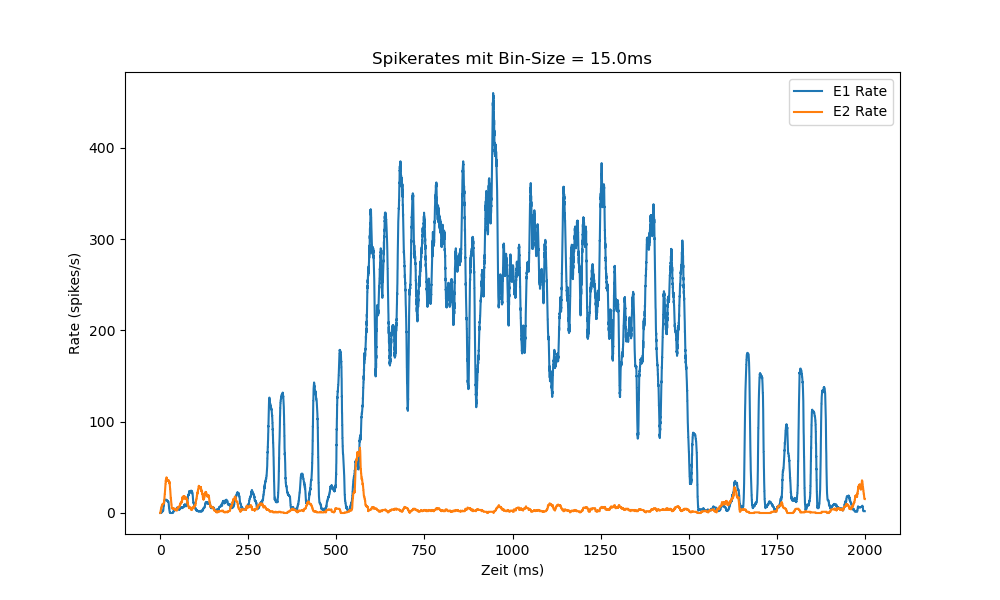 Spikerates mit Bin-Size = 15.0ms
E1 Rate
E2 Rate
Rate (spikes/s)
400
300
200
100
0
0
250
500
750
1000
1250
1500
1750
2000
Zeit (ms)